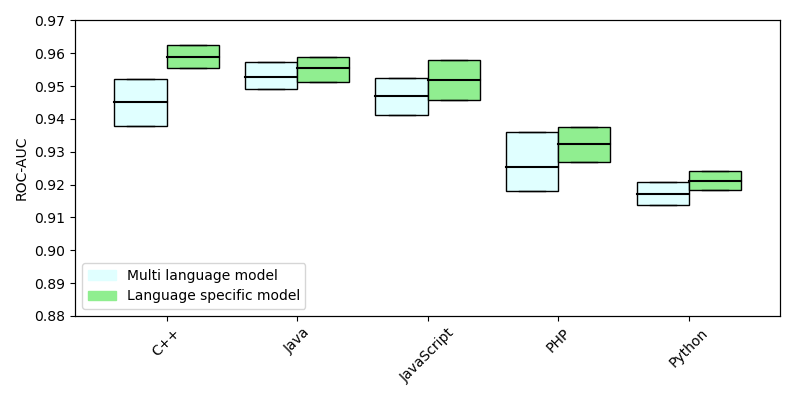 0.97
0.96
0.95
0.94
0.93
0.92
0.91
0.90
0.89
0.88
ROC-AUC
Multi language model
Language specific model
C++
Java
JavaScript
PHP
Python